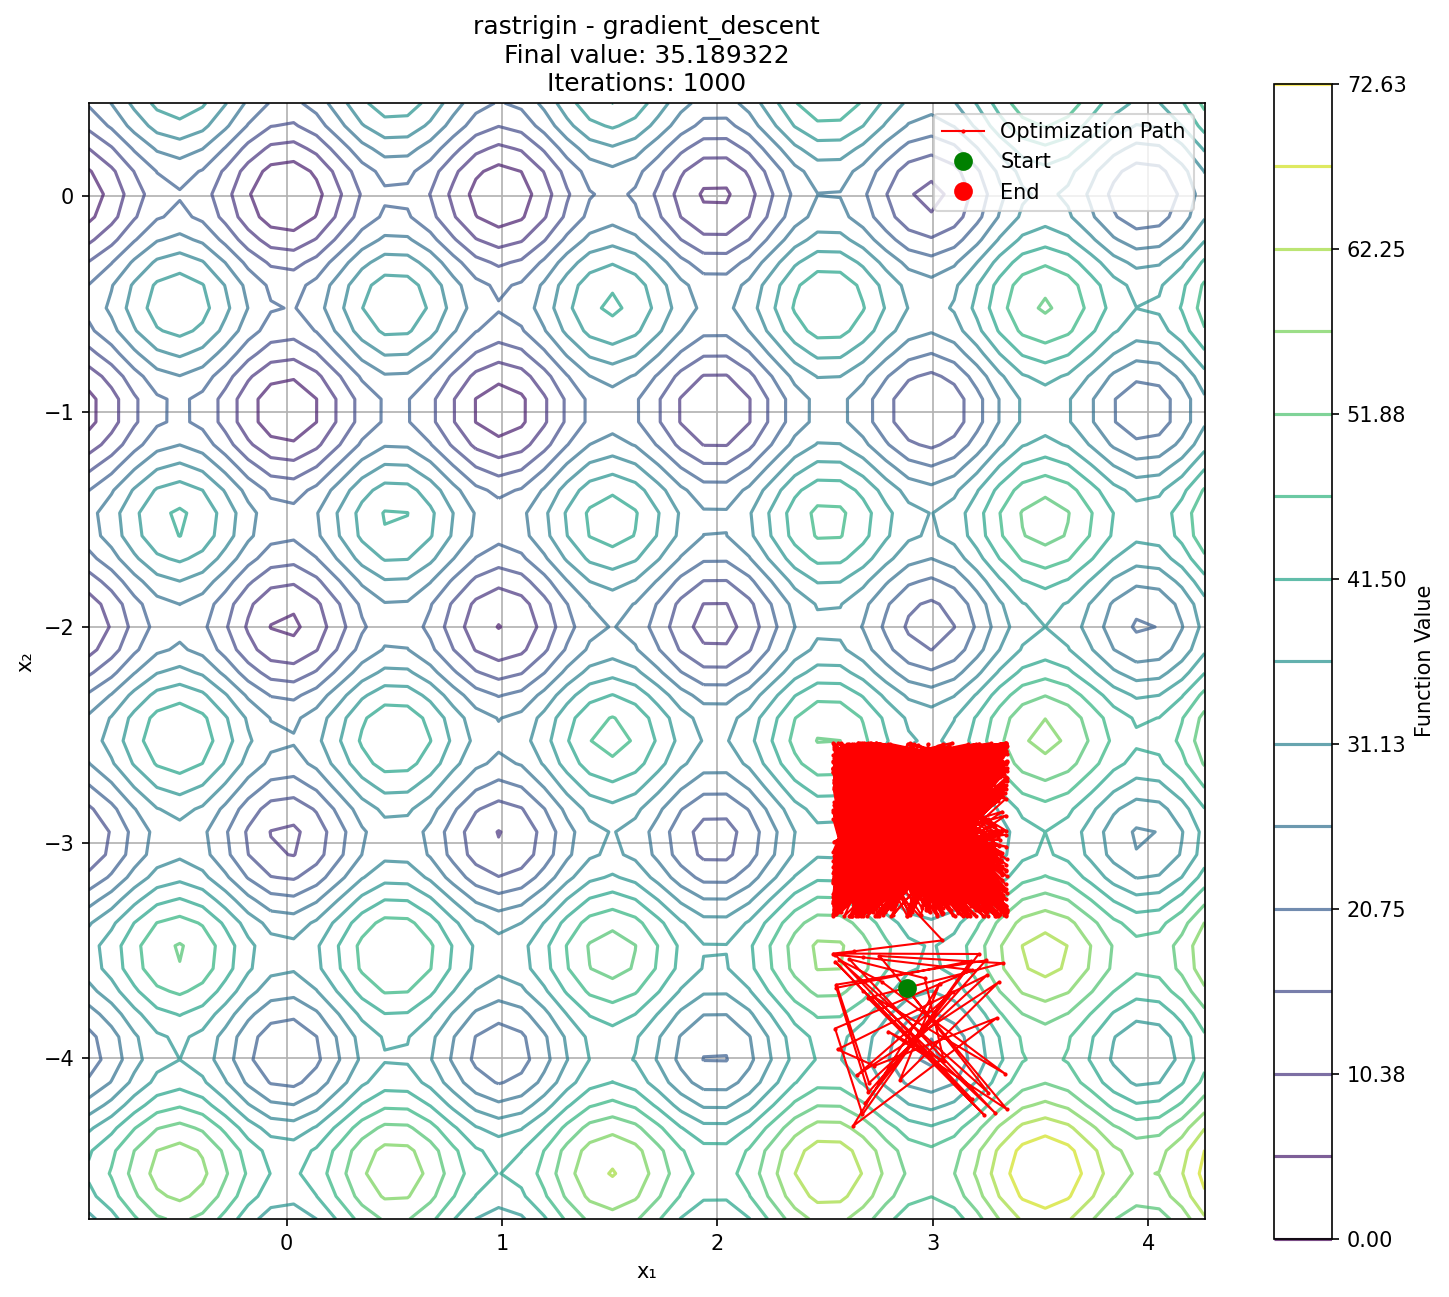 rastrigin - gradient_descent
Final value: 35.189322
Iterations: 1000
Optimization Path
Start
End
0
−1
−2
−3
−4
x₂
0
1
2
3
4
x₁
72.63
62.25
51.88
41.50
31.13
20.75
10.38
0.00
Function Value